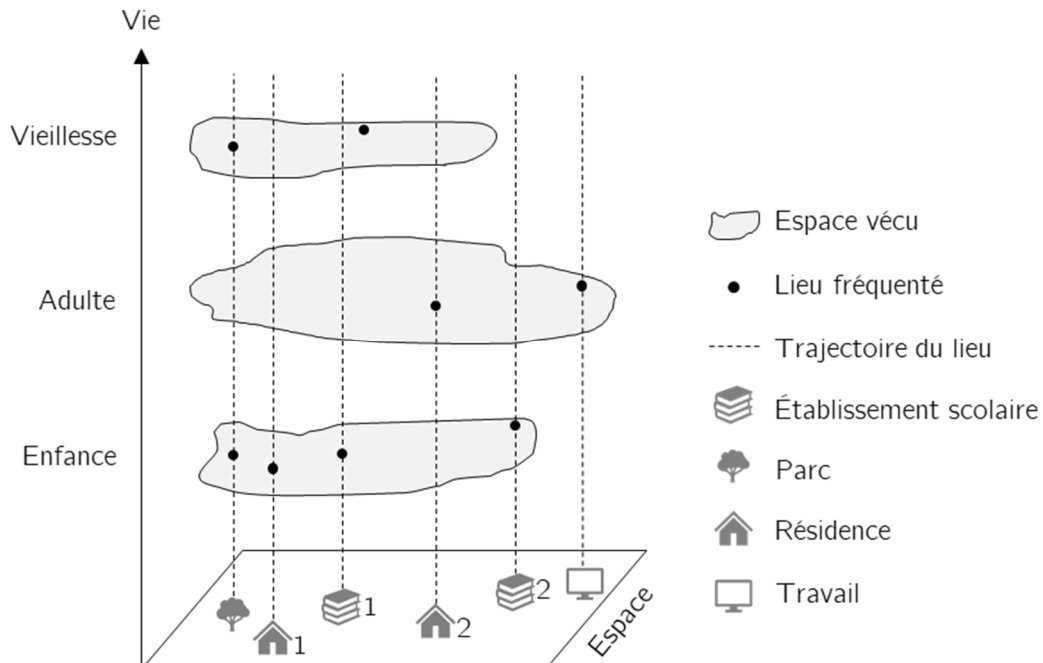 Vie
Vieillesse
Adulte
Enfance
1
1
2
2
Espace
Espace vécu
Lieu fréquenté
Trajectoire du lieu
Établissement scolaire
Parc
Résidence
Travail